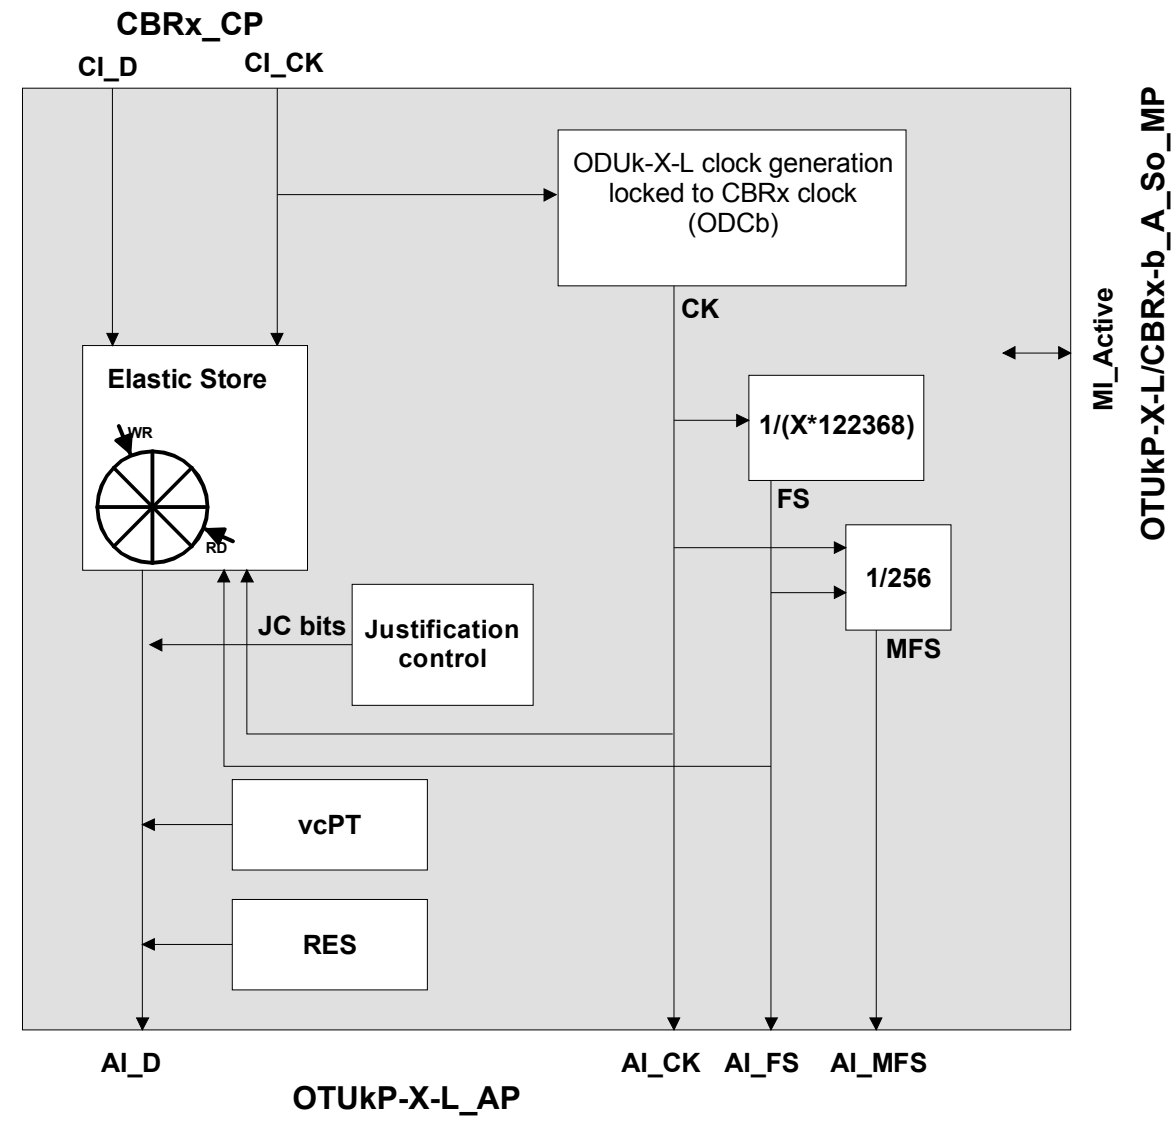 CBRx_CP
CI_D
CI_CK
ODUk-X-L clock generation
locked to CBRx clock
(ODCb)
CK
MI_Active
OTUkP-X-L/CBRx-b_A_So_MP
Elastic Store
WR
RD
1/(X*122368)
FS
1/256
MFS
JC bits
Justification
control
vcPT
RES
AI_D
AI_CK
AI_FS
AI_MFS
OTUkP-X-L_AP